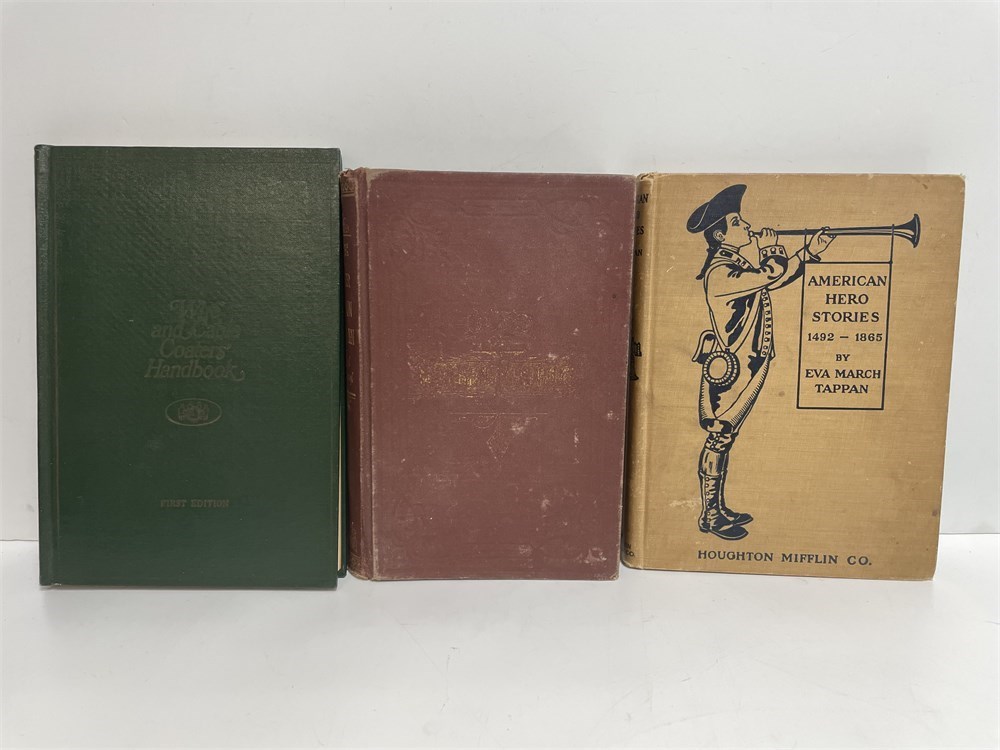 Wire
and Cable
Coaters'
Handbook
FIRST EDITION
AMERICAN
HERO
STORIES
1492 – 1865
BY
EVA MARCH
TAPPAN
HOUGHTON MIFFLIN CO.